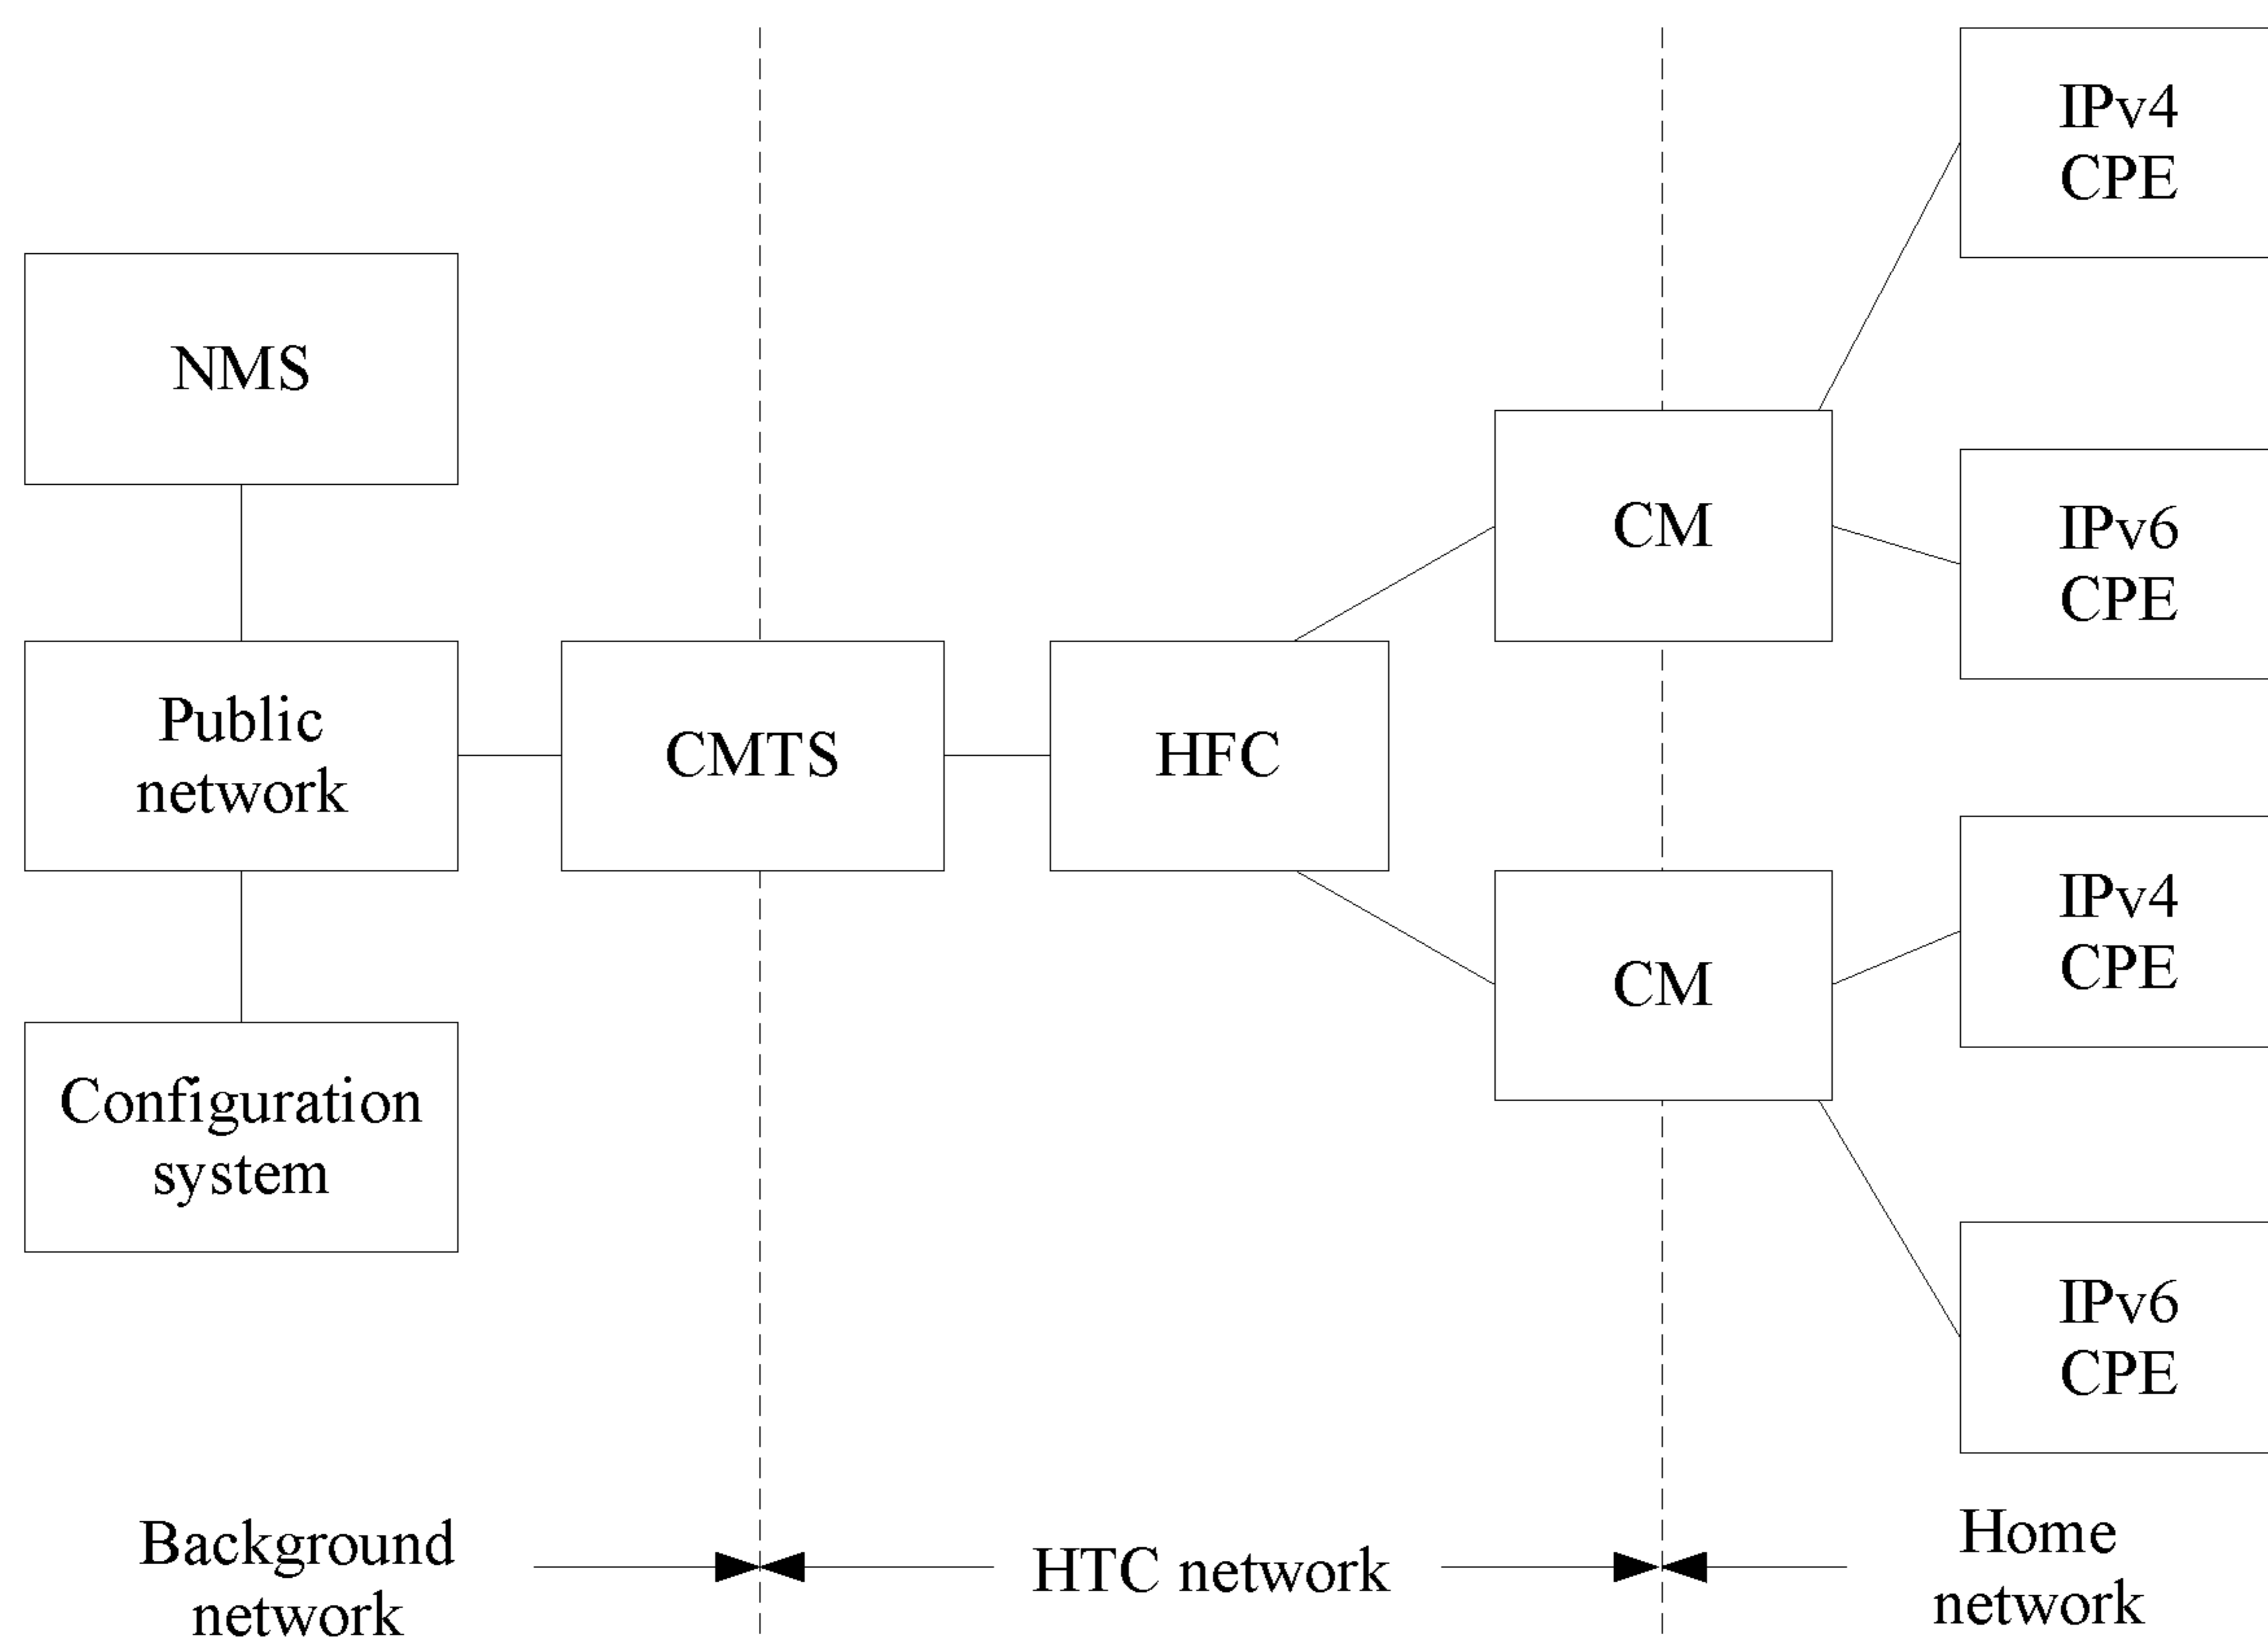 NMS
Public
network
Configuration
system
CMTS
HFC
CM
CM
IPv4
CPE
IPv6
CPE
IPv4
CPE
IPv6
CPE
Background
network
HTC network
Home
network